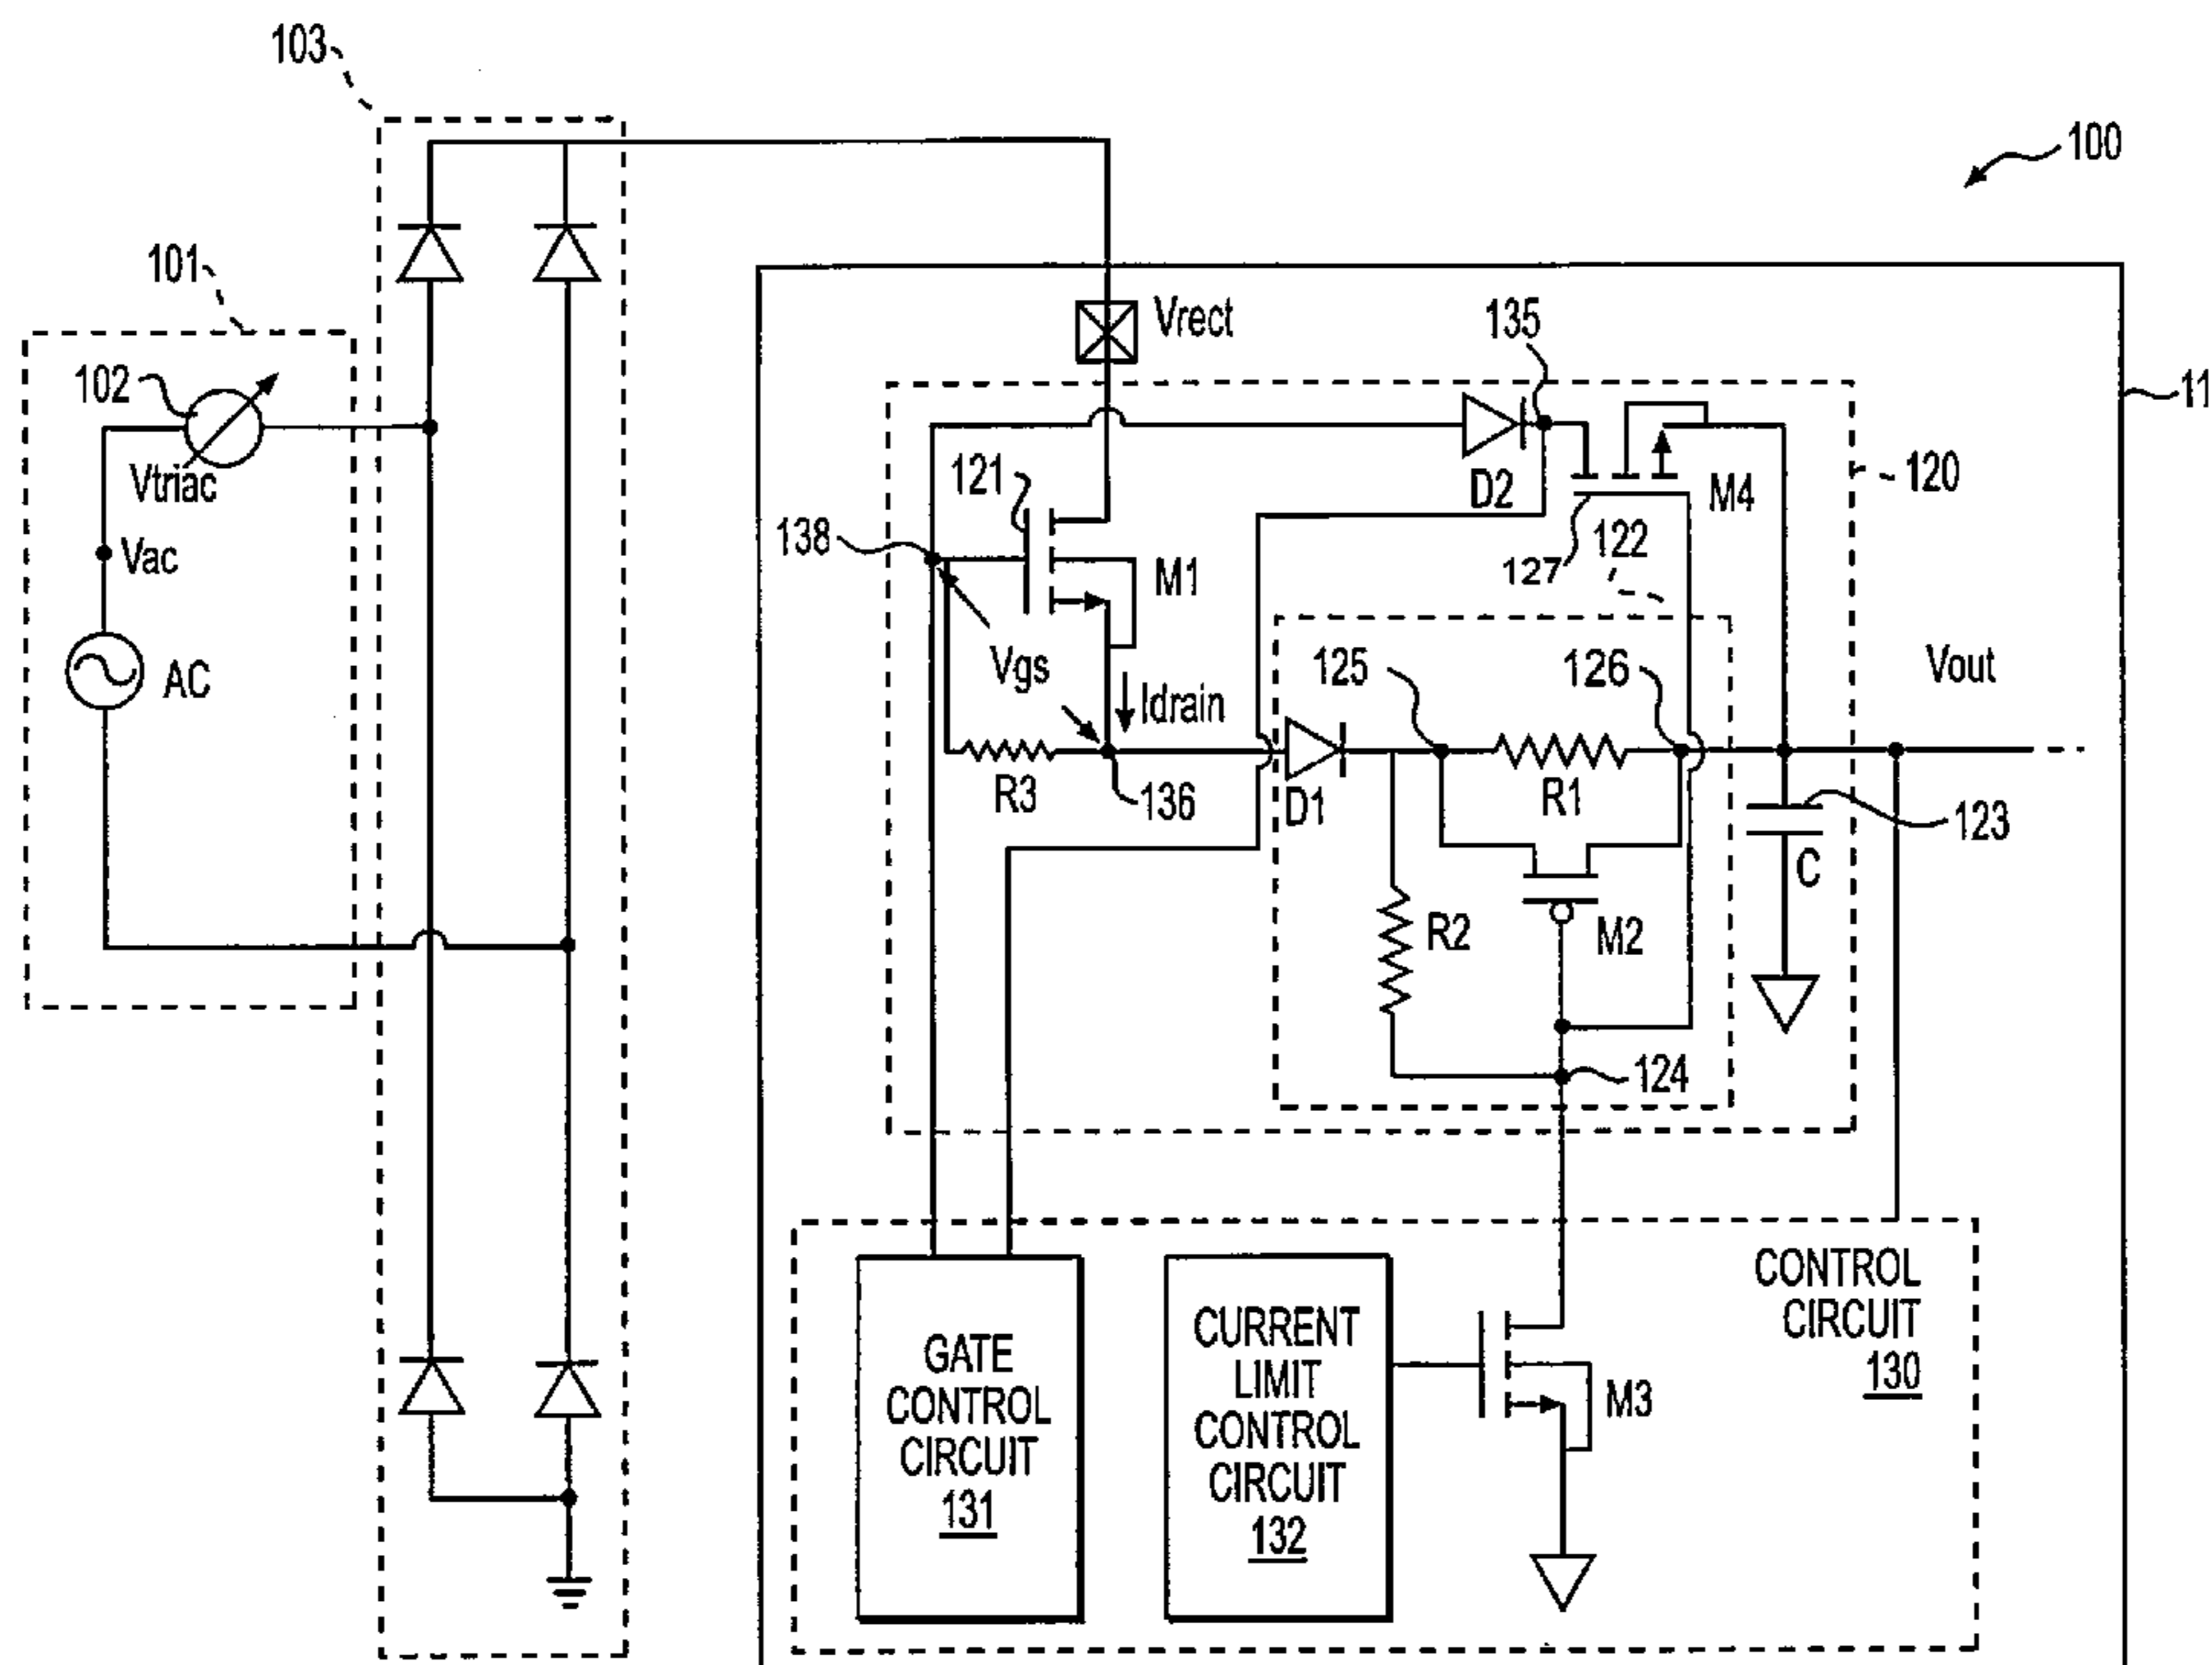 103
100
101
Vrect
135
11
102
121
D2
M4
120
Vtriac
138
122
127
Vac
M1
Vgs
125
126
Vout
AC
Idrain
R3
136
D1
R1
123
C
R2
M2
124
CONTROL
CIRCUIT
130
GATE
CONTROL
CIRCUIT
131
CURRENT
LIMIT
CONTROL
CIRCUIT
132
M3